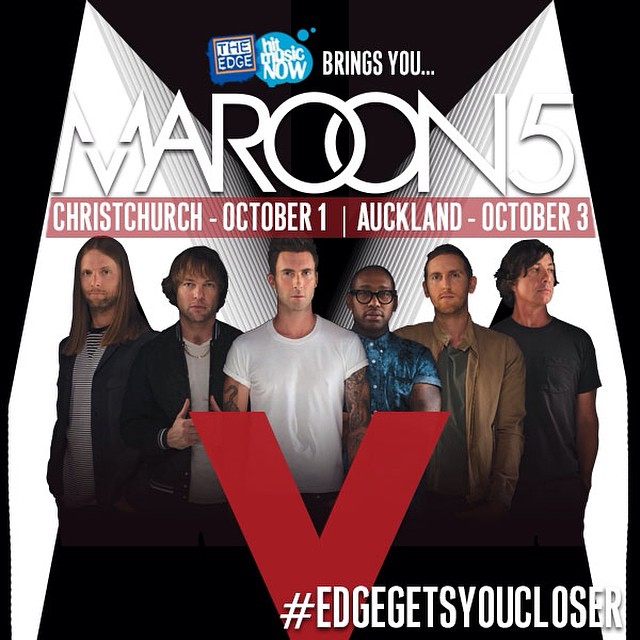 THE
EDGE
hit
music
NOW
BRINGS YOU...
MAROON5
CHRISTCHURCH - OCTOBER 1 | AUCKLAND - OCTOBER 3
V
#EDGEGETSYOUCLOSER